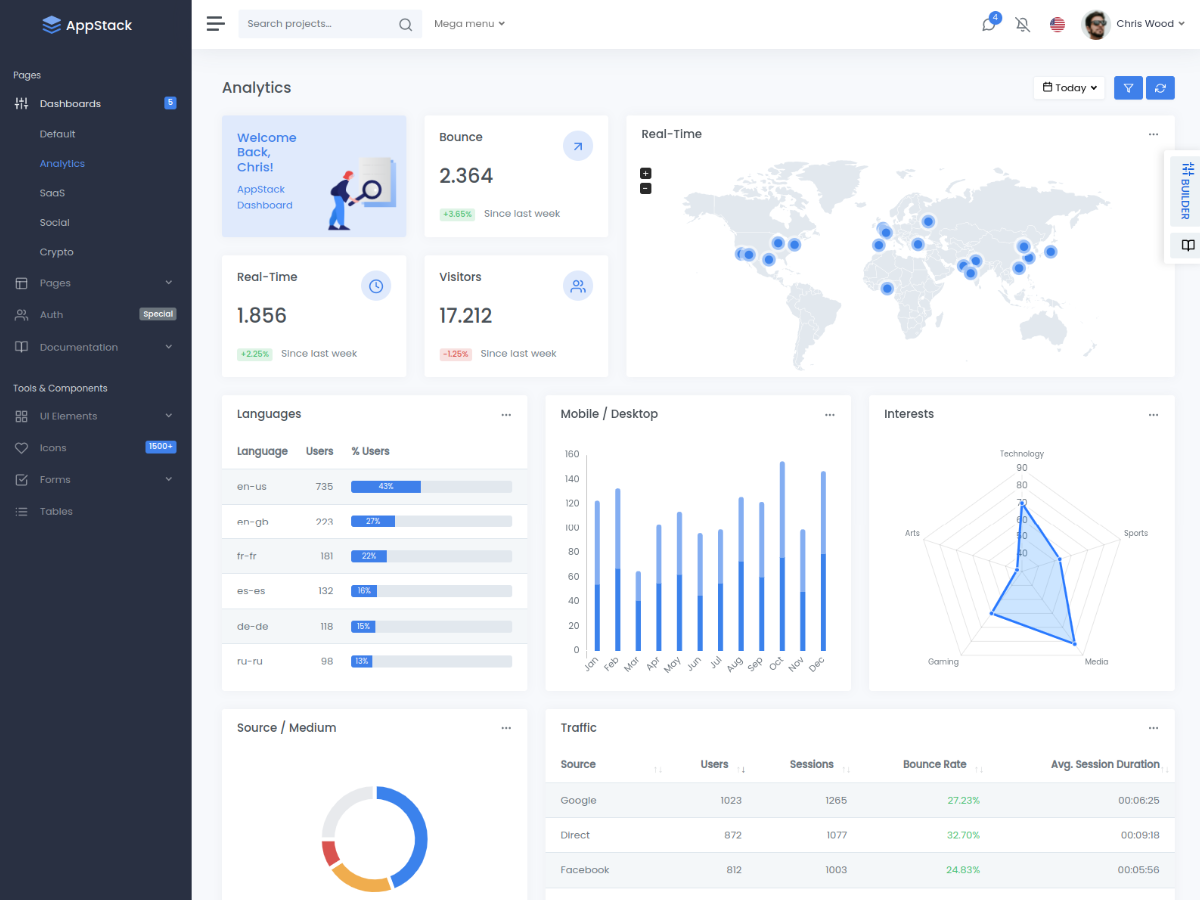 AppStack
Search projects...
Mega menu
4
Chris Wood
Pages
Dashboards
5
Default
Analytics
SaaS
Social
Crypto
Pages
Auth
Special
Documentation
Tools & Components
UI Elements
Icons
1500+
Forms
Tables
Analytics
Today
Welcome
Back,
Chris!
AppStack
Dashboard
Bounce
2.364
+3.65% Since last week
Real-Time
1.856
+2.25% Since last week
Visitors
17.212
-1.25% Since last week
Real-Time
+
-
BUILDER
Languages
Language Users % Users
en-us 735 43%
en-gb 223 27%
fr-fr 181 22%
es-es 132 16%
de-de 118 15%
ru-ru 98 13%
Mobile / Desktop
160
140
120
100
80
60
40
20
0
Jan Feb Mar Apr May Jun Jul Aug Sep Oct Nov Dec
Interests
Technology
90
80
70
60
50
40
Arts
Sports
Gaming
Media
Source / Medium
Traffic
Source Users Sessions Bounce Rate Avg. Session Duration
Google 1023 1265 27.23% 00:06:25
Direct 872 1077 32.70% 00:09:18
Facebook 812 1003 24.83% 00:05:56